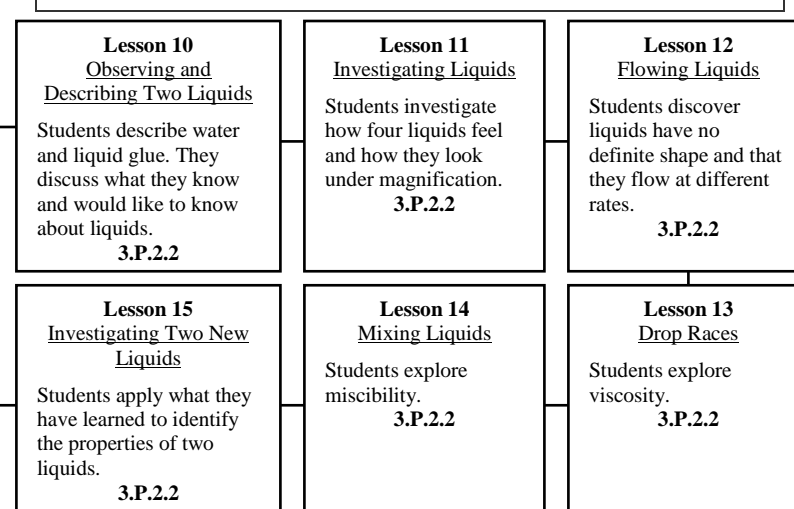 Lesson 10
Observing and
Describing Two Liquids
Students describe water
and liquid glue. They
discuss what they know
and would like to know
about liquids.
3.P.2.2
Lesson 11
Investigating Liquids
Students investigate
how four liquids feel
and how they look
under magnification.
3.P.2.2
Lesson 12
Flowing Liquids
Students discover
liquids have no
definite shape and that
they flow at different
rates.
3.P.2.2
Lesson 15
Investigating Two New
Liquids
Students apply what they
have learned to identify
the properties of two
liquids.
3.P.2.2
Lesson 14
Mixing Liquids
Students explore
miscibility.
3.P.2.2
Lesson 13
Drop Races
Students explore
viscosity.
3.P.2.2